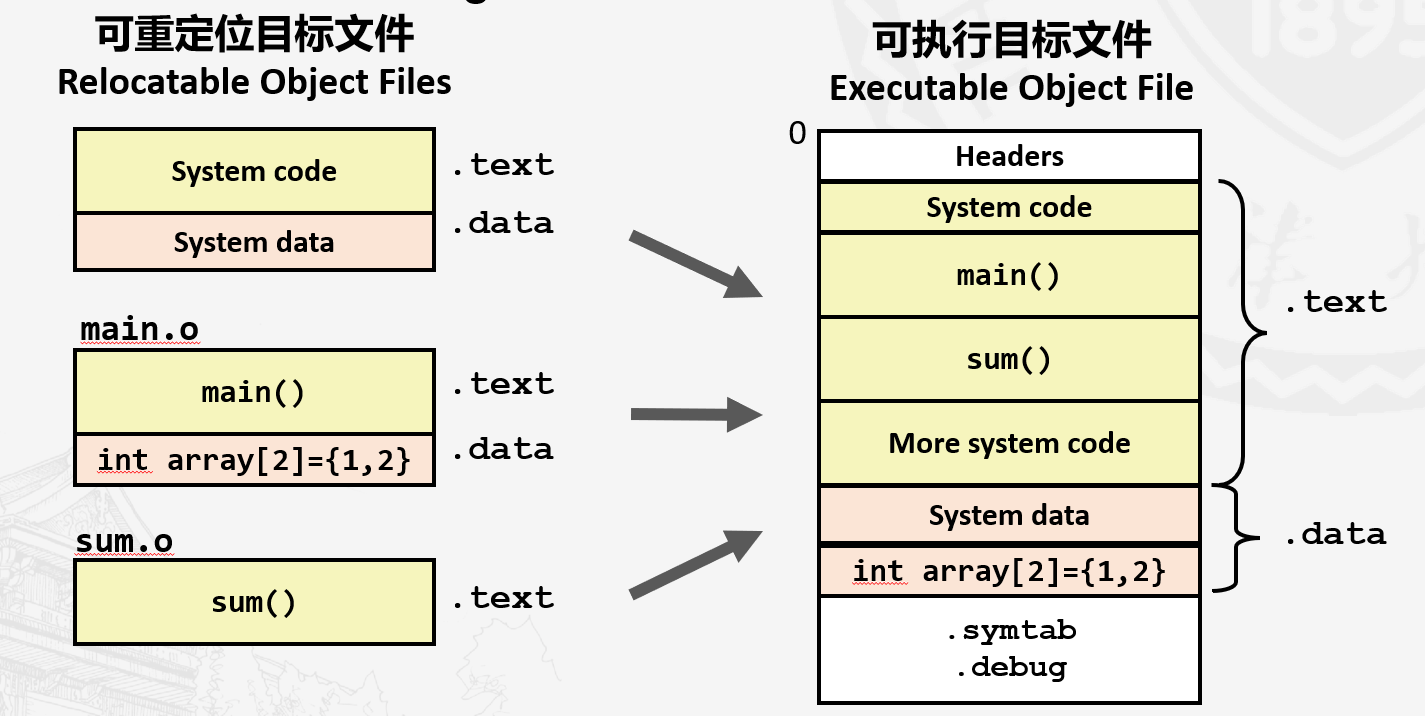 可重定位目标文件
Relocatable Object Files
System code
.text
System data
.data
main.o
main()
.text
int array[2]={1,2}
.data
sum.o
sum()
.text
可执行目标文件
Executable Object File
0
Headers
System code
main()
sum()
More system code
.text
System data
int array[2]={1,2}
.data
.symtab
.debug